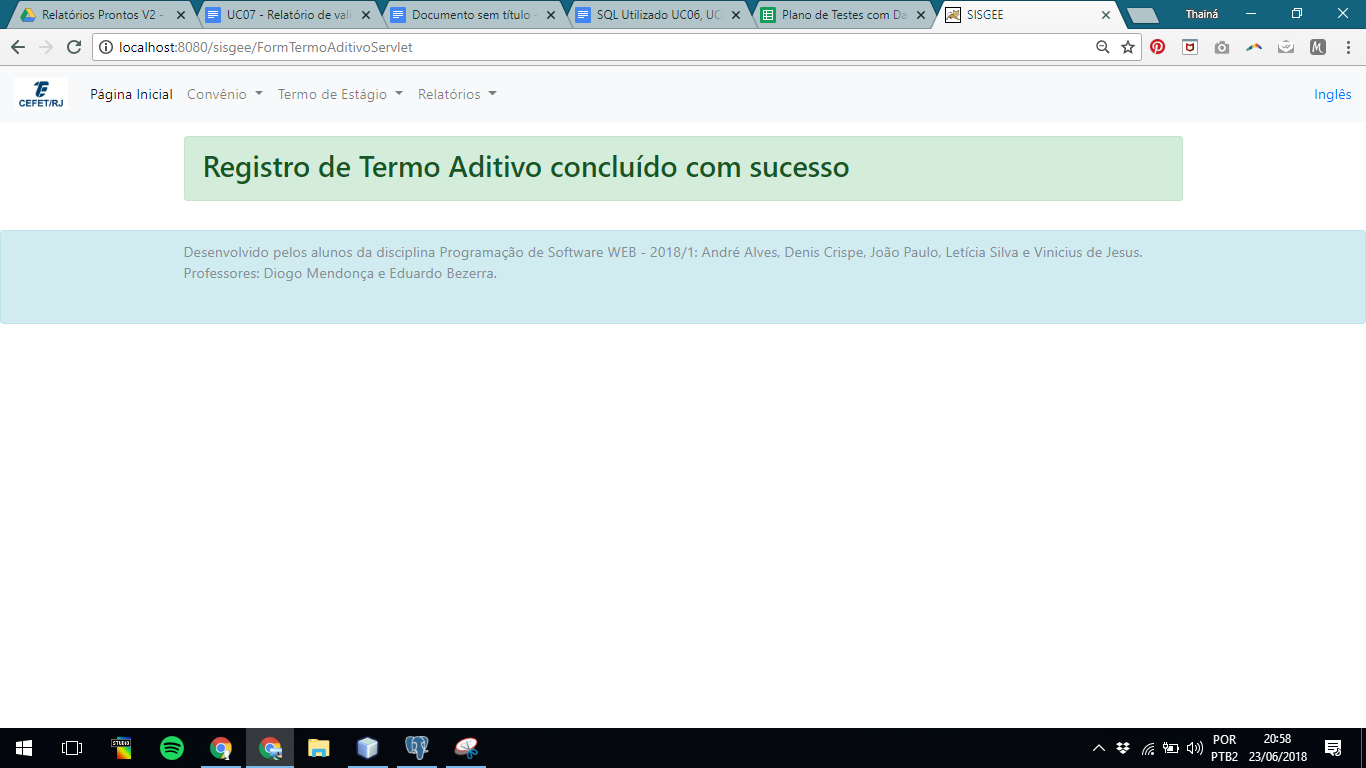 Relatórios Prontos V2 -
UC07 - Relatório de vali
Documento sem título -
SQL Utilizado UC06, UC
Plano de Testes com Da
SISGEE
Thainá
localhost:8080/sisgee/FormTermoAditivoServlet
CEFET/RJ
Página Inicial
Convênio
Termo de Estágio
Relatórios
Inglês
Registro de Termo Aditivo concluído com sucesso
Desenvolvido pelos alunos da disciplina Programação de Software WEB - 2018/1: André Alves, Denis Crispe, João Paulo, Letícia Silva e Vinicius de Jesus.
Professores: Diogo Mendonça e Eduardo Bezerra.
STUDIO
POR
PTB2
20:58
23/06/2018